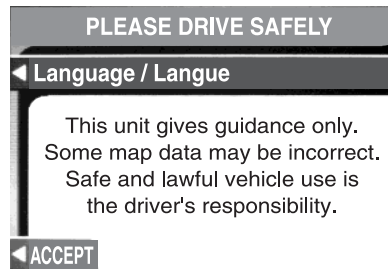 PLEASE DRIVE SAFELY
Language / Langue
This unit gives guidance only.
Some map data may be incorrect.
Safe and lawful vehicle use is
the driver's responsibility.
ACCEPT